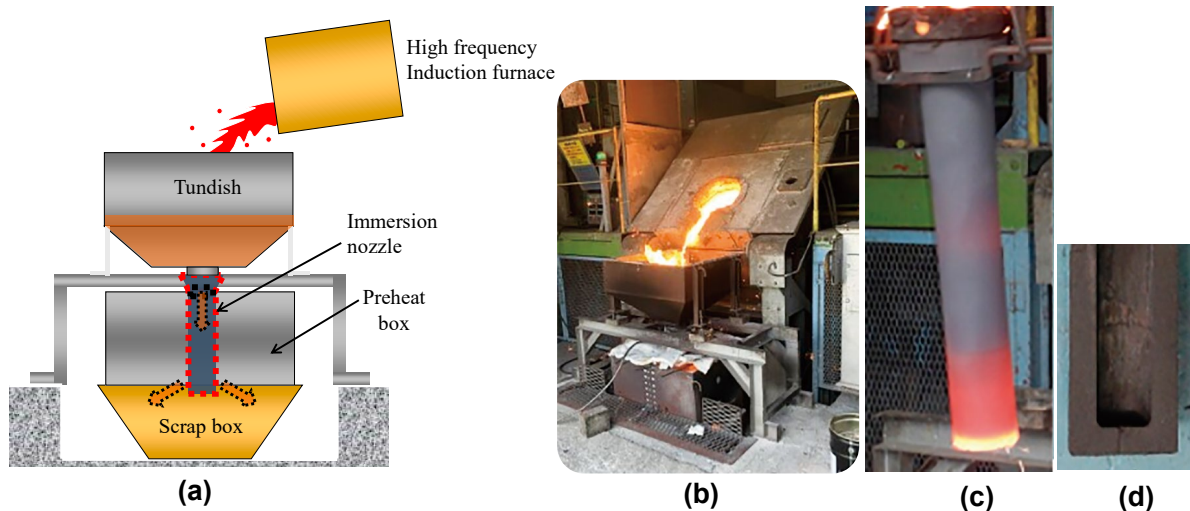 High frequency
Induction furnace
Tundish
Immersion
nozzle
Preheat
box
Scrap box
(a)
(b)
(c)
(d)